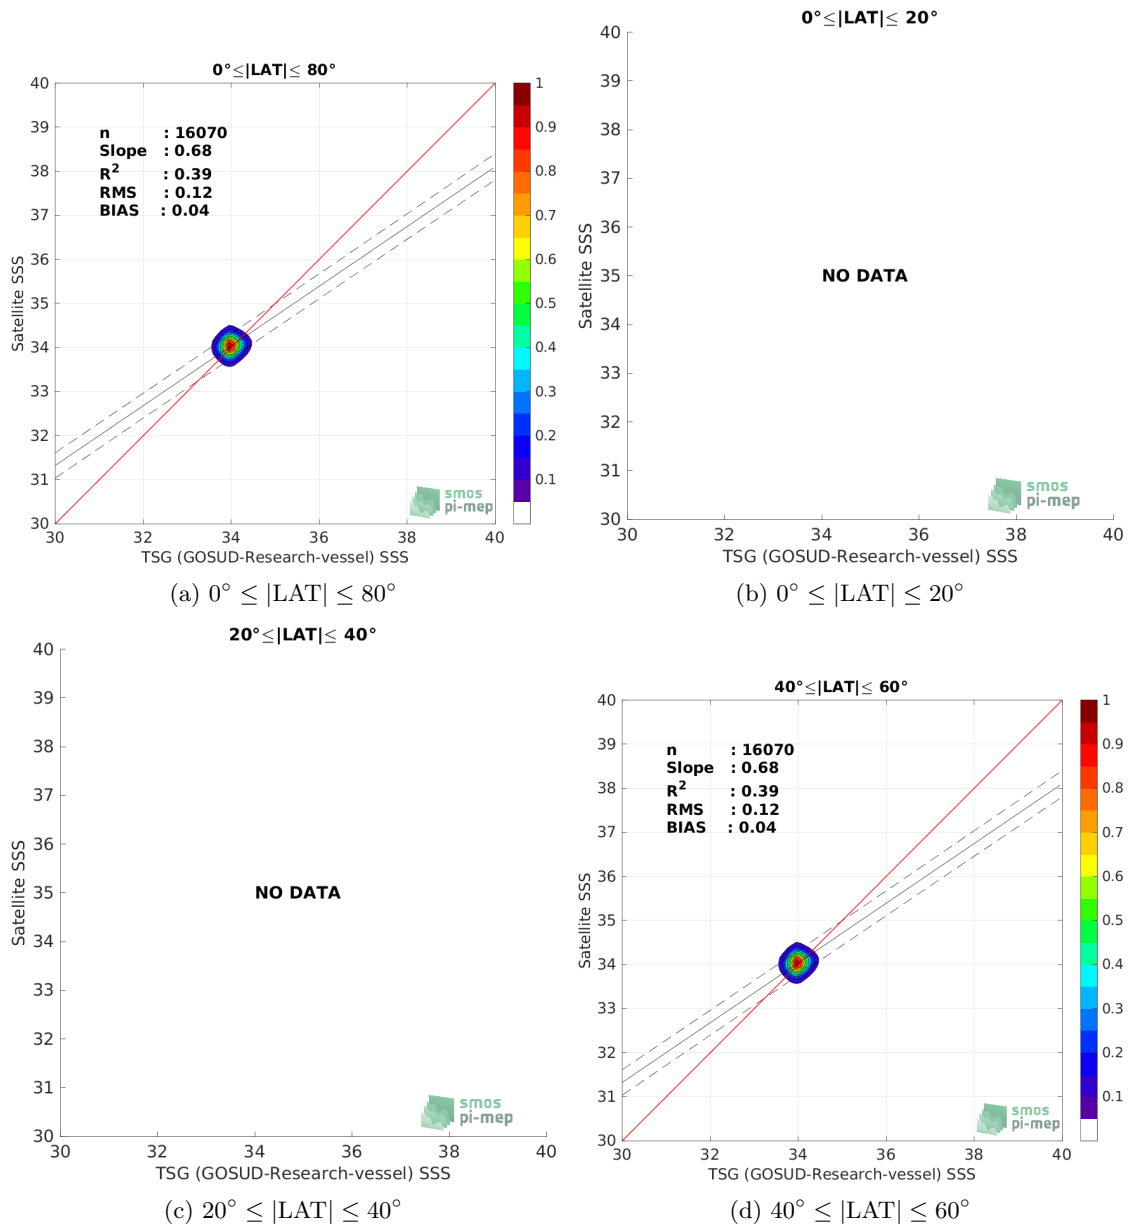 0°≤|LAT|≤ 80°
40
39
38
37
36
35
34
33
32
31
30
30
32
34
36
38
40
Satellite SSS
TSG (GOSUD-Research-vessel) SSS
n : 16070
Slope : 0.68
R² : 0.39
RMS : 0.12
BIAS : 0.04
1
0.9
0.8
0.7
0.6
0.5
0.4
0.3
0.2
0.1
smos
pi-mep
(a) 0° ≤ |LAT| ≤ 80°
0°≤|LAT|≤ 20°
40
39
38
37
36
35
34
33
32
31
30
30
32
34
36
38
40
Satellite SSS
TSG (GOSUD-Research-vessel) SSS
NO DATA
smos
pi-mep
(b) 0° ≤ |LAT| ≤ 20°
20°≤|LAT|≤ 40°
40
39
38
37
36
35
34
33
32
31
30
30
32
34
36
38
40
Satellite SSS
TSG (GOSUD-Research-vessel) SSS
NO DATA
smos
pi-mep
(c) 20° ≤ |LAT| ≤ 40°
40°≤|LAT|≤ 60°
40
39
38
37
36
35
34
33
32
31
30
30
32
34
36
38
40
Satellite SSS
TSG (GOSUD-Research-vessel) SSS
n : 16070
Slope : 0.68
R² : 0.39
RMS : 0.12
BIAS : 0.04
1
0.9
0.8
0.7
0.6
0.5
0.4
0.3
0.2
0.1
smos
pi-mep
(d) 40° ≤ |LAT| ≤ 60°